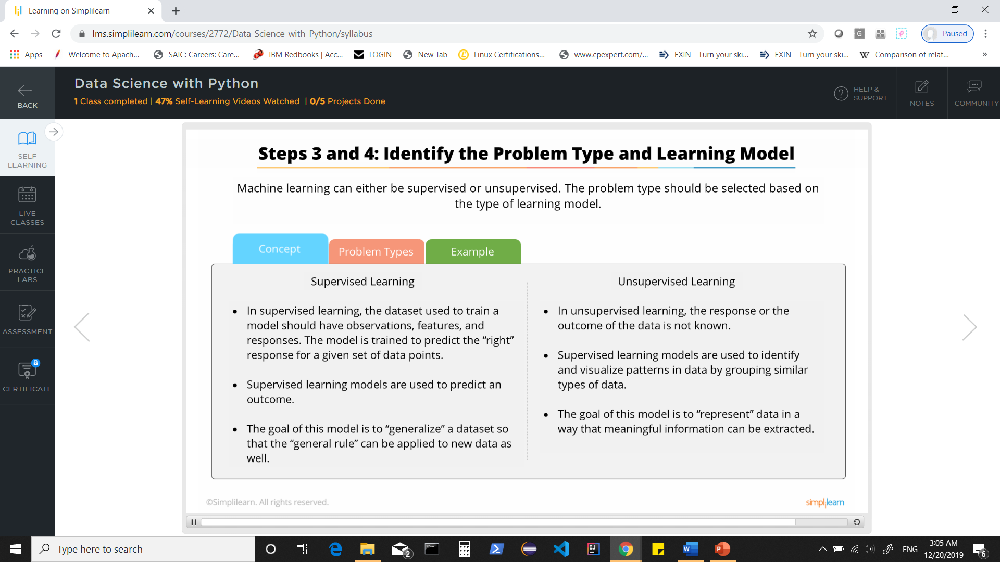 Learning on Simplilearn
lms.simplilearn.com/courses/2772/Data-Science-with-Python/syllabus
G
Paused
Apps
Welcome to Apach...
SAIC: Careers: Care...
IBM Redbooks | Acc...
LOGIN
New Tab
Linux Certifications...
www.cpexpert.com/...
EXIN - Turn your ski...
EXIN - Turn your ski...
W
Comparison of relat...
»
BACK
Data Science with Python
1 Class completed | 47% Self-Learning Videos Watched | 0/5 Projects Done
HELP &
SUPPORT
NOTES
COMMUNITY
SELF
LEARNING
LIVE
CLASSES
PRACTICE
LABS
ASSESSMENT
CERTIFICATE
Steps 3 and 4: Identify the Problem Type and Learning Model
Machine learning can either be supervised or unsupervised. The problem type should be selected based on
the type of learning model.
Concept
Problem Types
Example
Supervised Learning
• In supervised learning, the dataset used to train a
model should have observations, features, and
responses. The model is trained to predict the “right”
response for a given set of data points.
• Supervised learning models are used to predict an
outcome.
• The goal of this model is to “generalize” a dataset so
that the “general rule” can be applied to new data as
well.
Unsupervised Learning
• In unsupervised learning, the response or the
outcome of the data is not known.
• Supervised learning models are used to identify
and visualize patterns in data by grouping similar
types of data.
• The goal of this model is to “represent” data in a
way that meaningful information can be extracted.
©Simplilearn. All rights reserved.
simplilearn
Type here to search
2
IJ
W
P
ENG
3:05 AM
12/20/2019
6